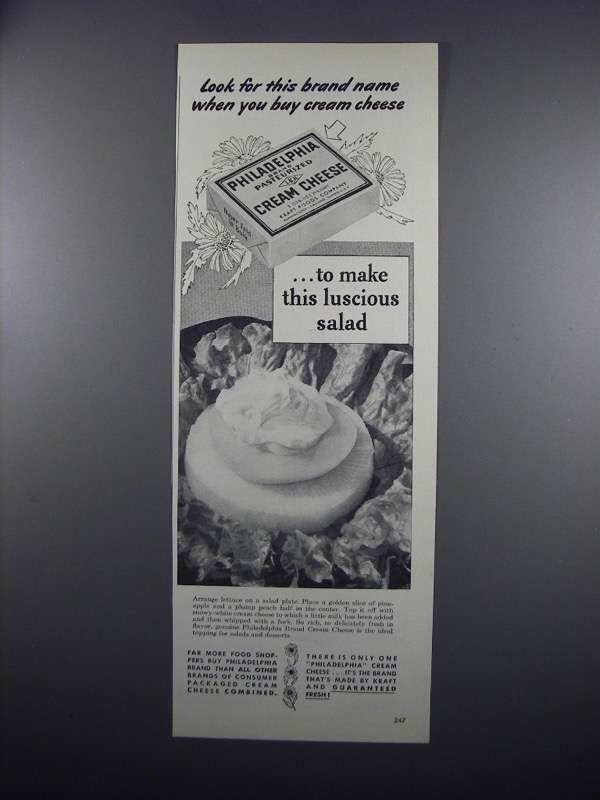 Look for this brand name
when you buy cream cheese
PHILADELPHIA
BRAND
PASTEURIZED
CREAM CHEESE
KRAFT FOODS COMPANY
...to make
this luscious
salad
Arrange lettuce on a salad plate. Place a golden slice of pine-
apple and a plump peach half in the center. Top it off with
snowy-white cream cheese to which a little milk has been added
and then whipped with a fork. So rich, so delicately fresh in
flavor, genuine Philadelphia Brand Cream Cheese is the ideal
topping for salads and desserts.
FAR MORE FOOD SHOP-
PERS BUY PHILADELPHIA
BRAND THAN ALL OTHER
BRANDS OF CONSUMER
PACKAGED CREAM
CHEESE COMBINED.
THERE IS ONLY ONE
"PHILADELPHIA" CREAM
CHEESE... IT'S THE BRAND
THAT'S MADE BY KRAFT
AND GUARANTEED
FRESH!
247